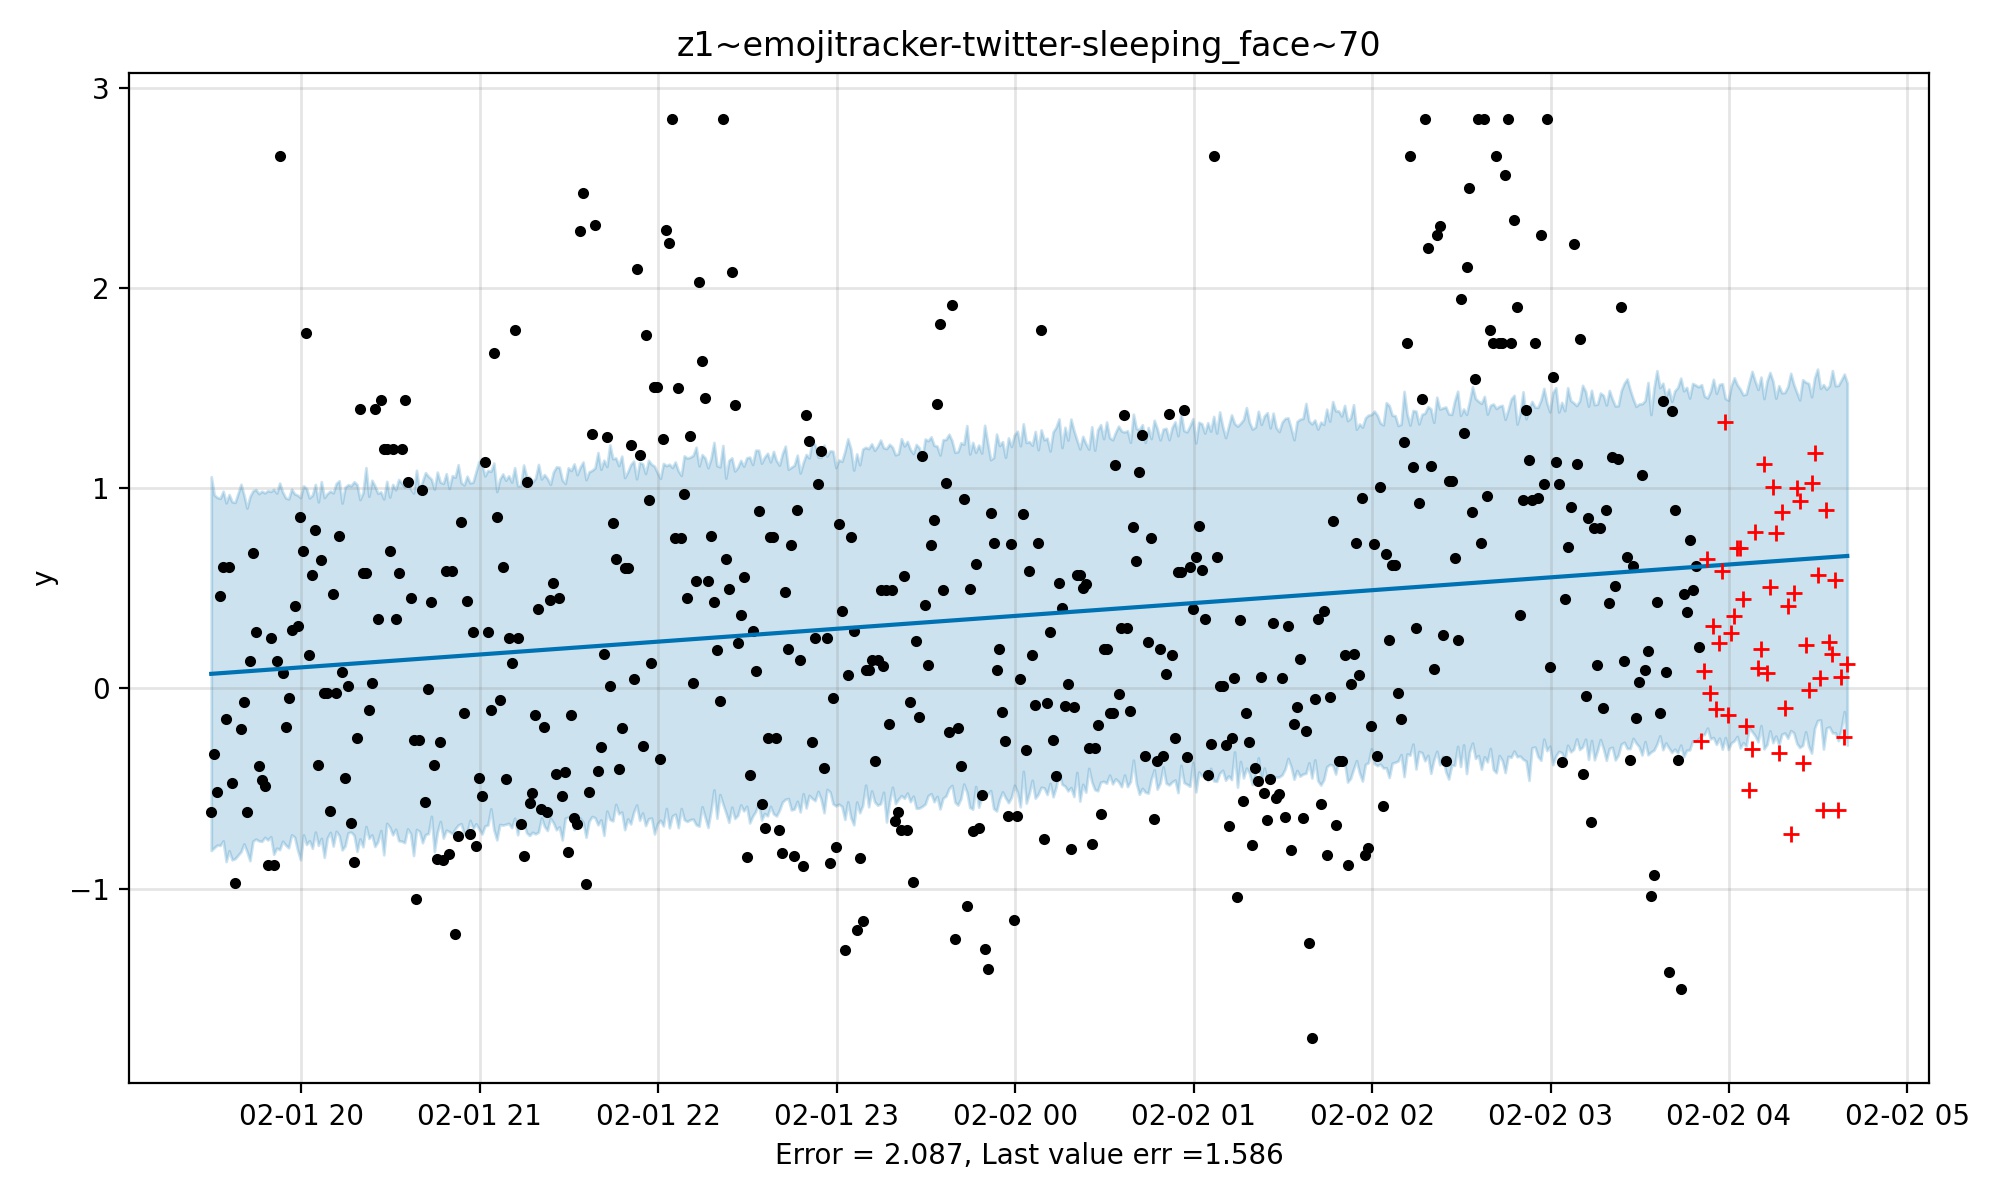 z1~emojitracker-twitter-sleeping_face~70
3
2
1
0
−1
y
02-01 20 02-01 21 02-01 22 02-01 23 02-02 00 02-02 01 02-02 02 02-02 03 02-02 04 02-02 05
Error = 2.087, Last value err =1.586